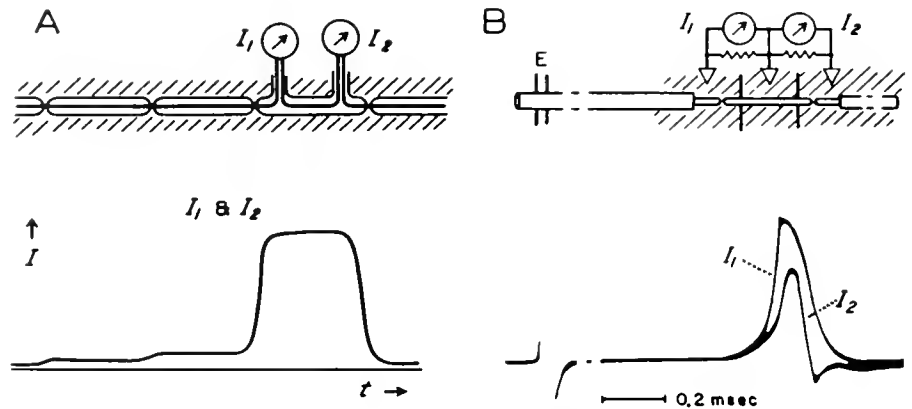 A
I₁
I₂
I₁ & I₂
↑
I
t →
B
I₁
I₂
E
I₁
I₂
0.2 msec